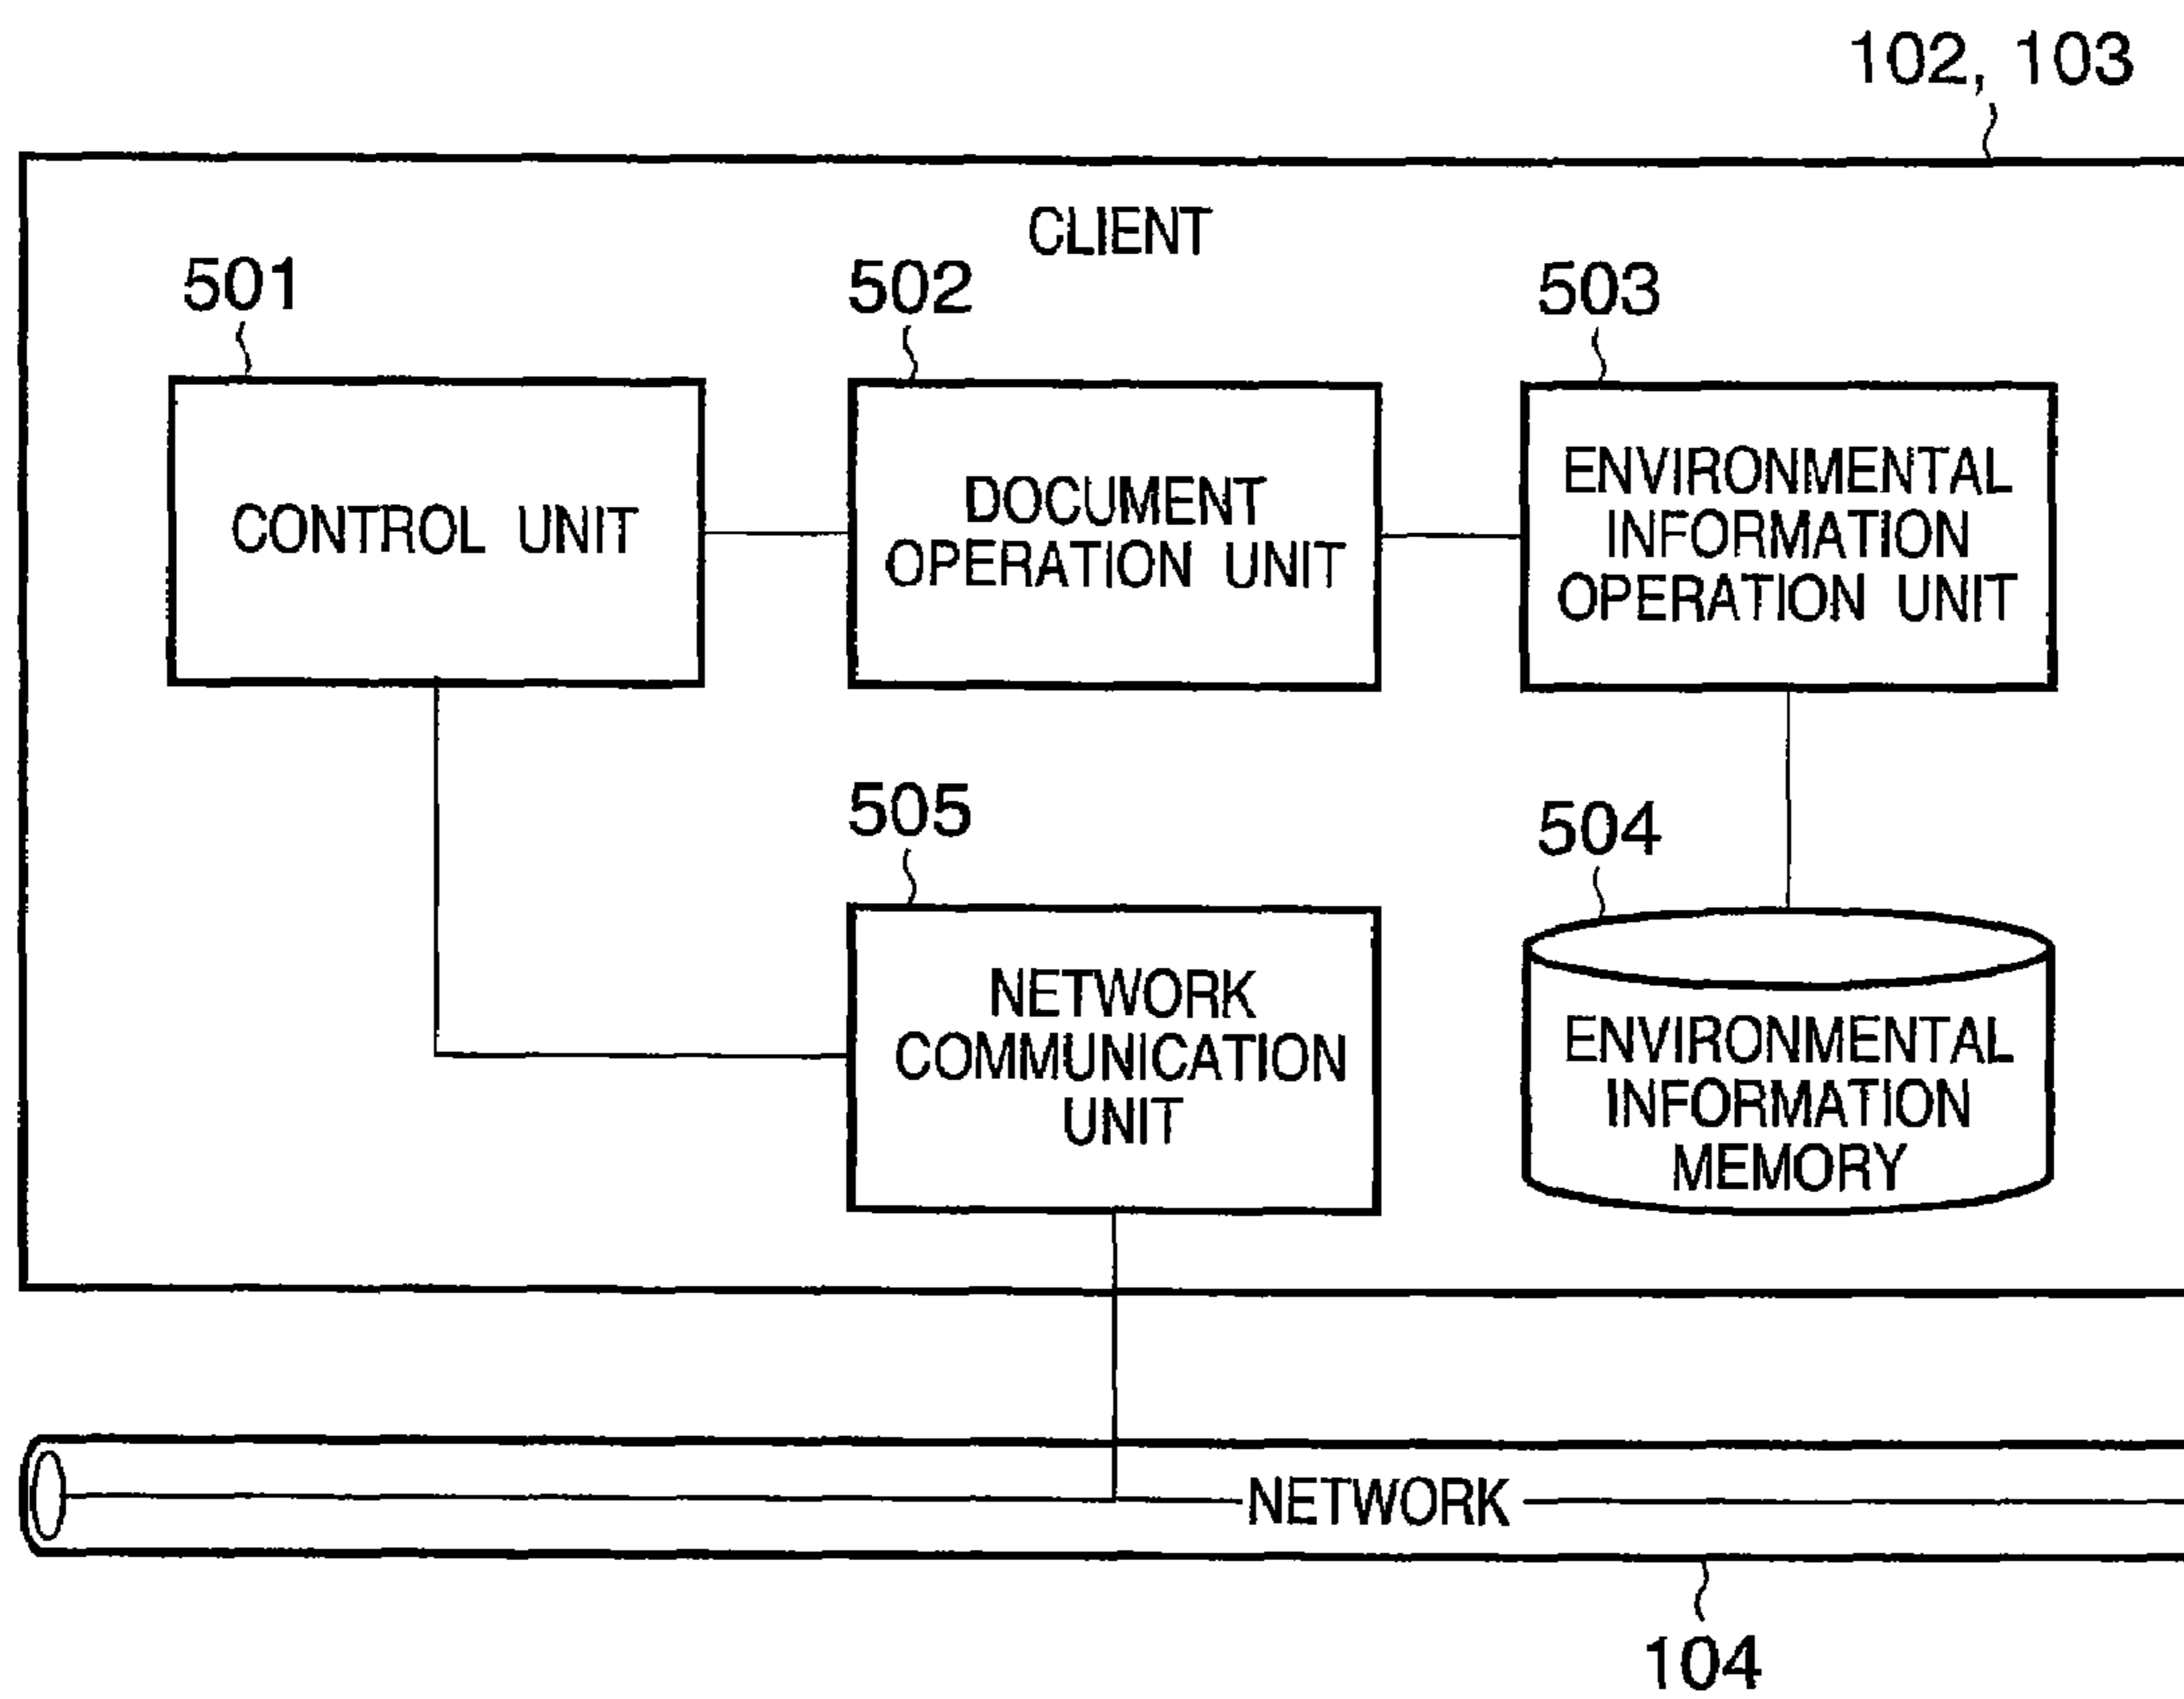 102, 103
CLIENT
501
502
503
CONTROL UNIT
DOCUMENT
OPERATION UNIT
ENVIRONMENTAL
INFORMATION
OPERATION UNIT
505
504
NETWORK
COMMUNICATION
UNIT
ENVIRONMENTAL
INFORMATION
MEMORY
NETWORK
104